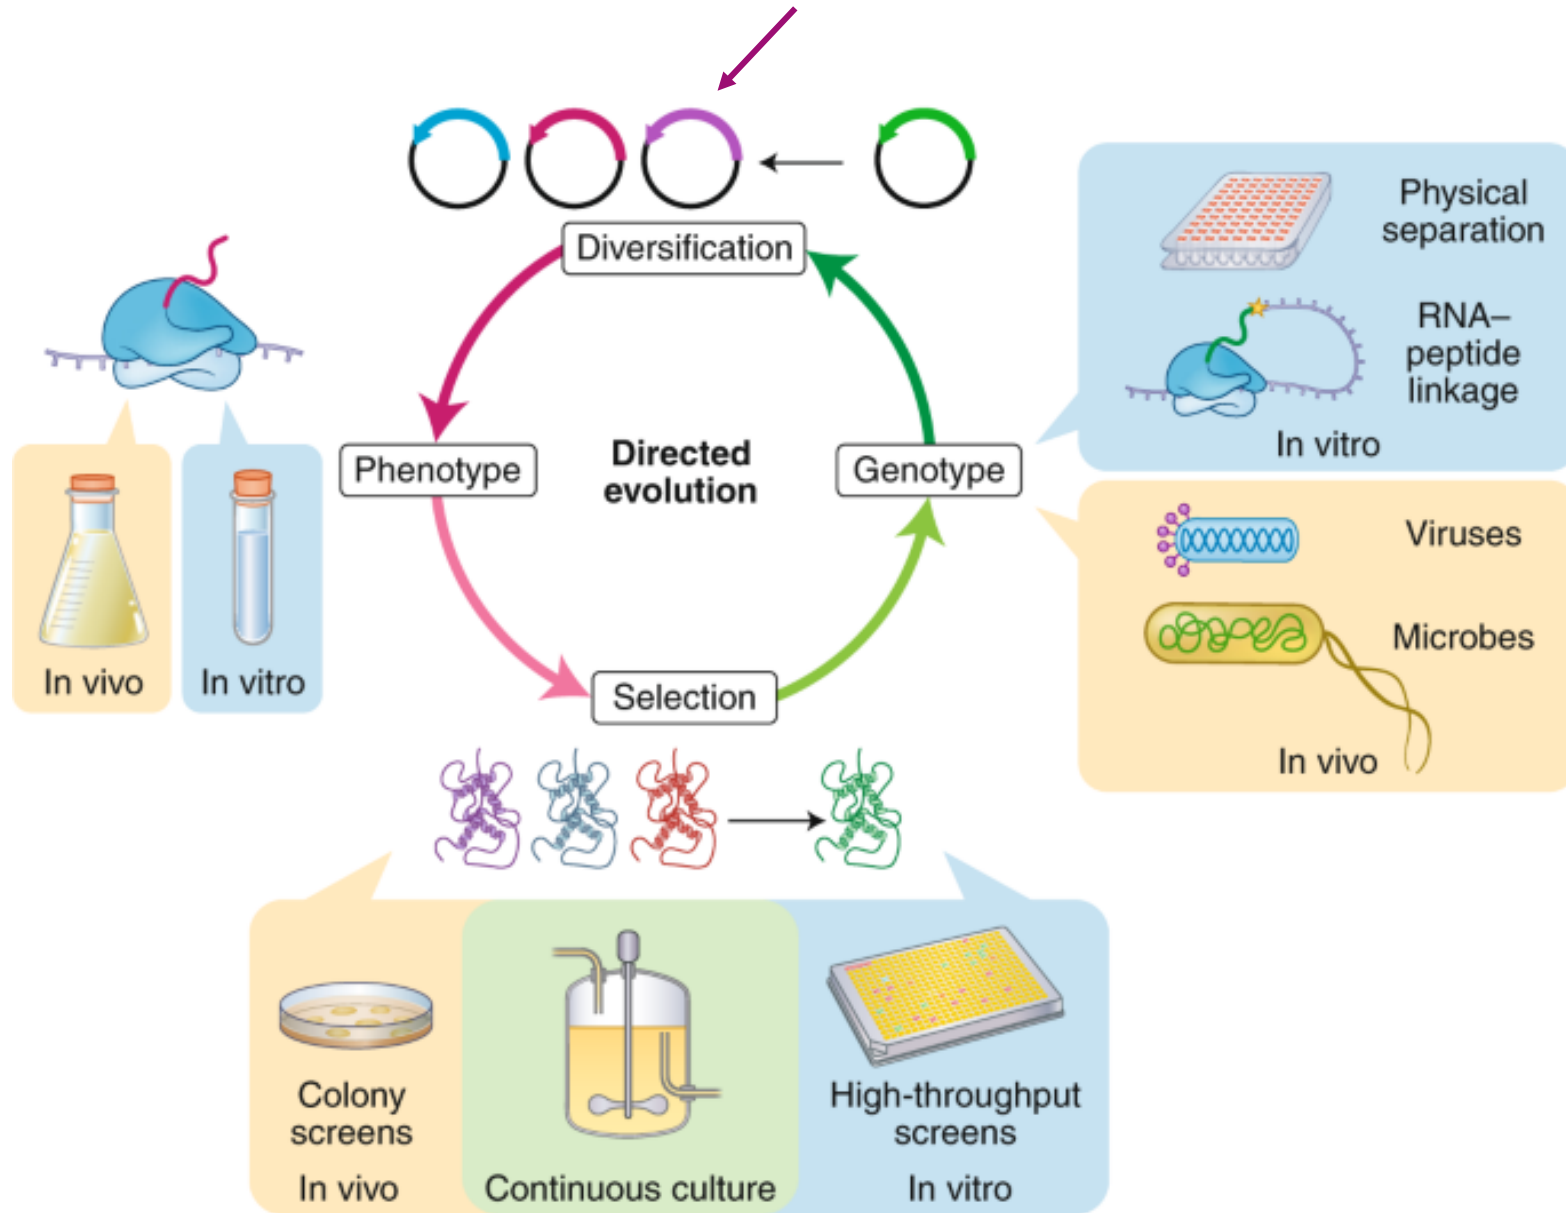 Diversification
Physical
separation
RNA–
peptide
linkage
In vitro
Phenotype
Directed
evolution
Genotype
Viruses
Microbes
In vivo
In vivo
In vitro
Selection
Colony
screens
In vivo
Continuous culture
High-throughput
screens
In vitro